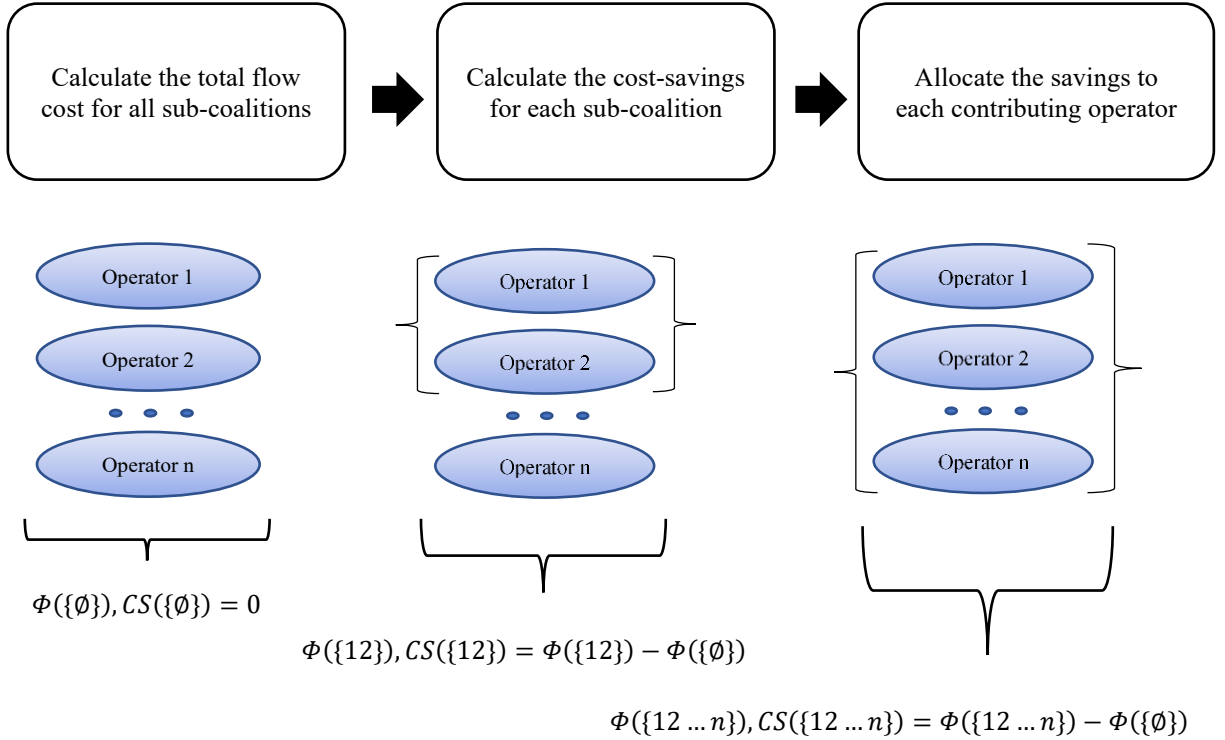 Calculate the total flow
cost for all sub-coalitions
Calculate the cost-savings
for each sub-coalition
Allocate the savings to
each contributing operator
Operator 1
Operator 2
Operator n
Operator 1
Operator 2
Operator n
Operator 1
Operator 2
Operator n
𝛷({∅}), 𝐶𝑆({∅}) = 0
𝛷({12}), 𝐶𝑆({12}) = 𝛷({12}) − 𝛷({∅})
𝛷({12 … 𝑛}), 𝐶𝑆({12 … 𝑛}) = 𝛷({12 … 𝑛}) − 𝛷({∅})